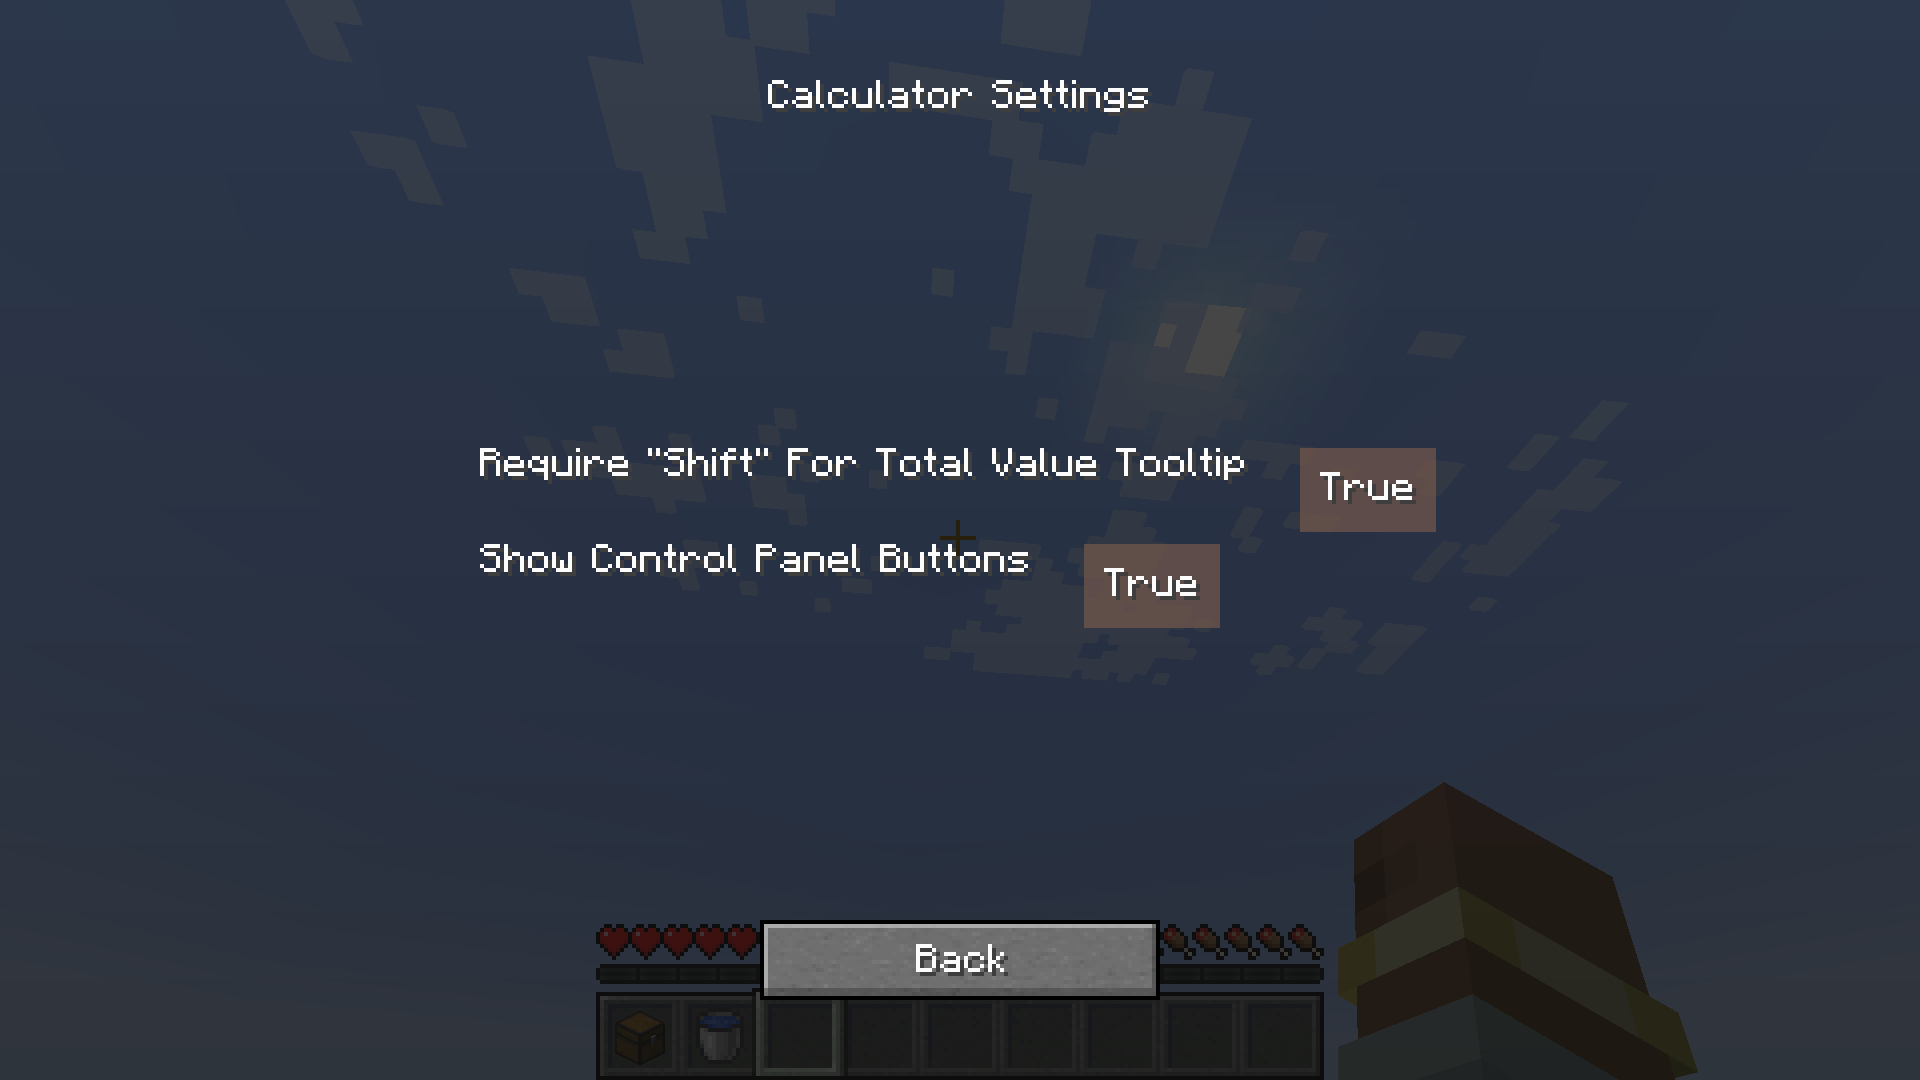 Calculator Settings
Require "Shift" For Total Value Tooltip
True
Show Control Panel Buttons
True
Back